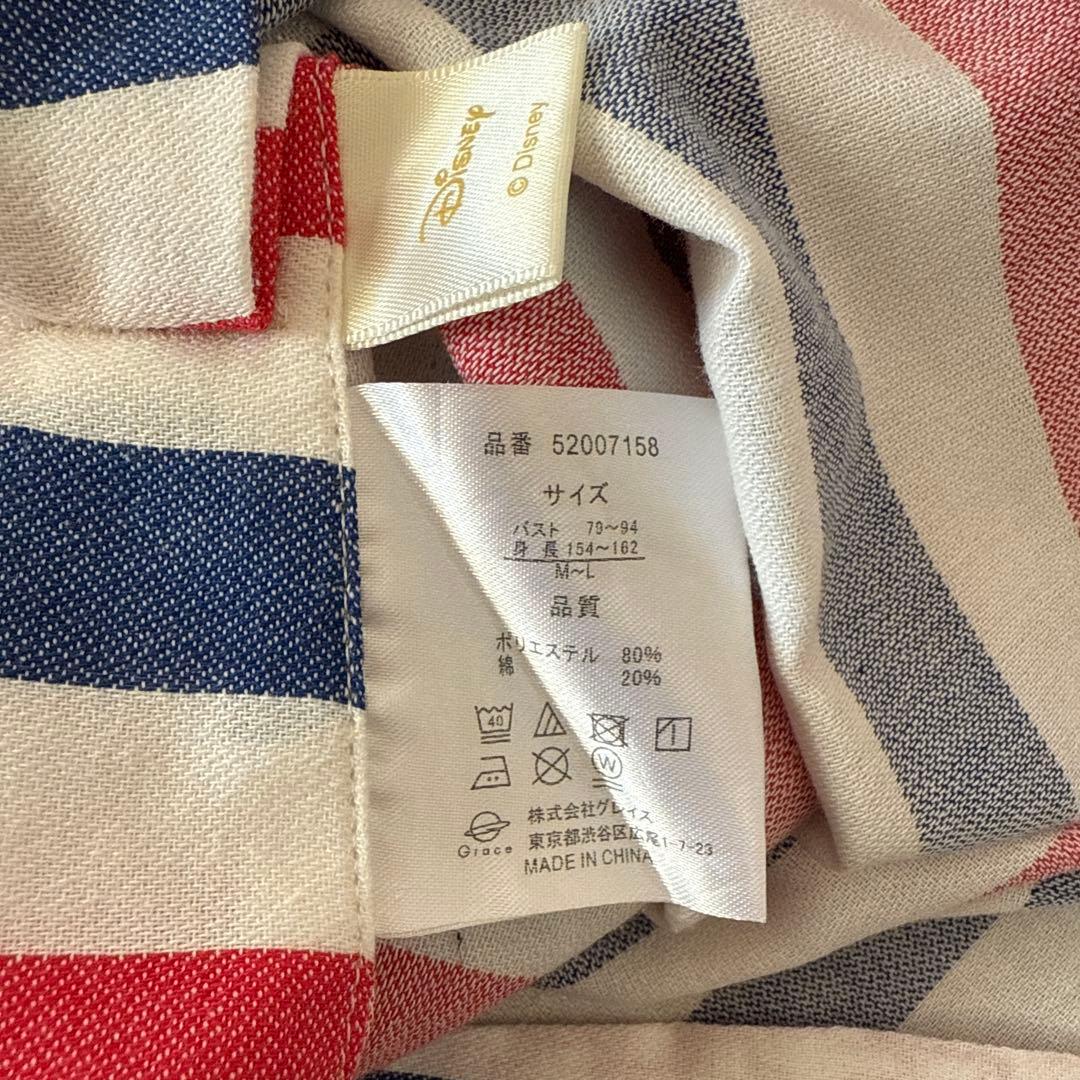 Disney
© Disney
品番 52007158
サイズ
バスト 79〜94
身長 154〜162
M〜L
品質
ポリエステル 80%
綿 20%
40
W
Grace
株式会社グレイス
東京都渋谷区広尾1-7-23
MADE IN CHINA